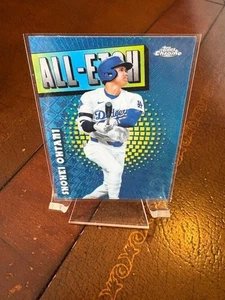 ALL-ETCH
Topps Chrome
Dodgers
SHOHEI OHTANI